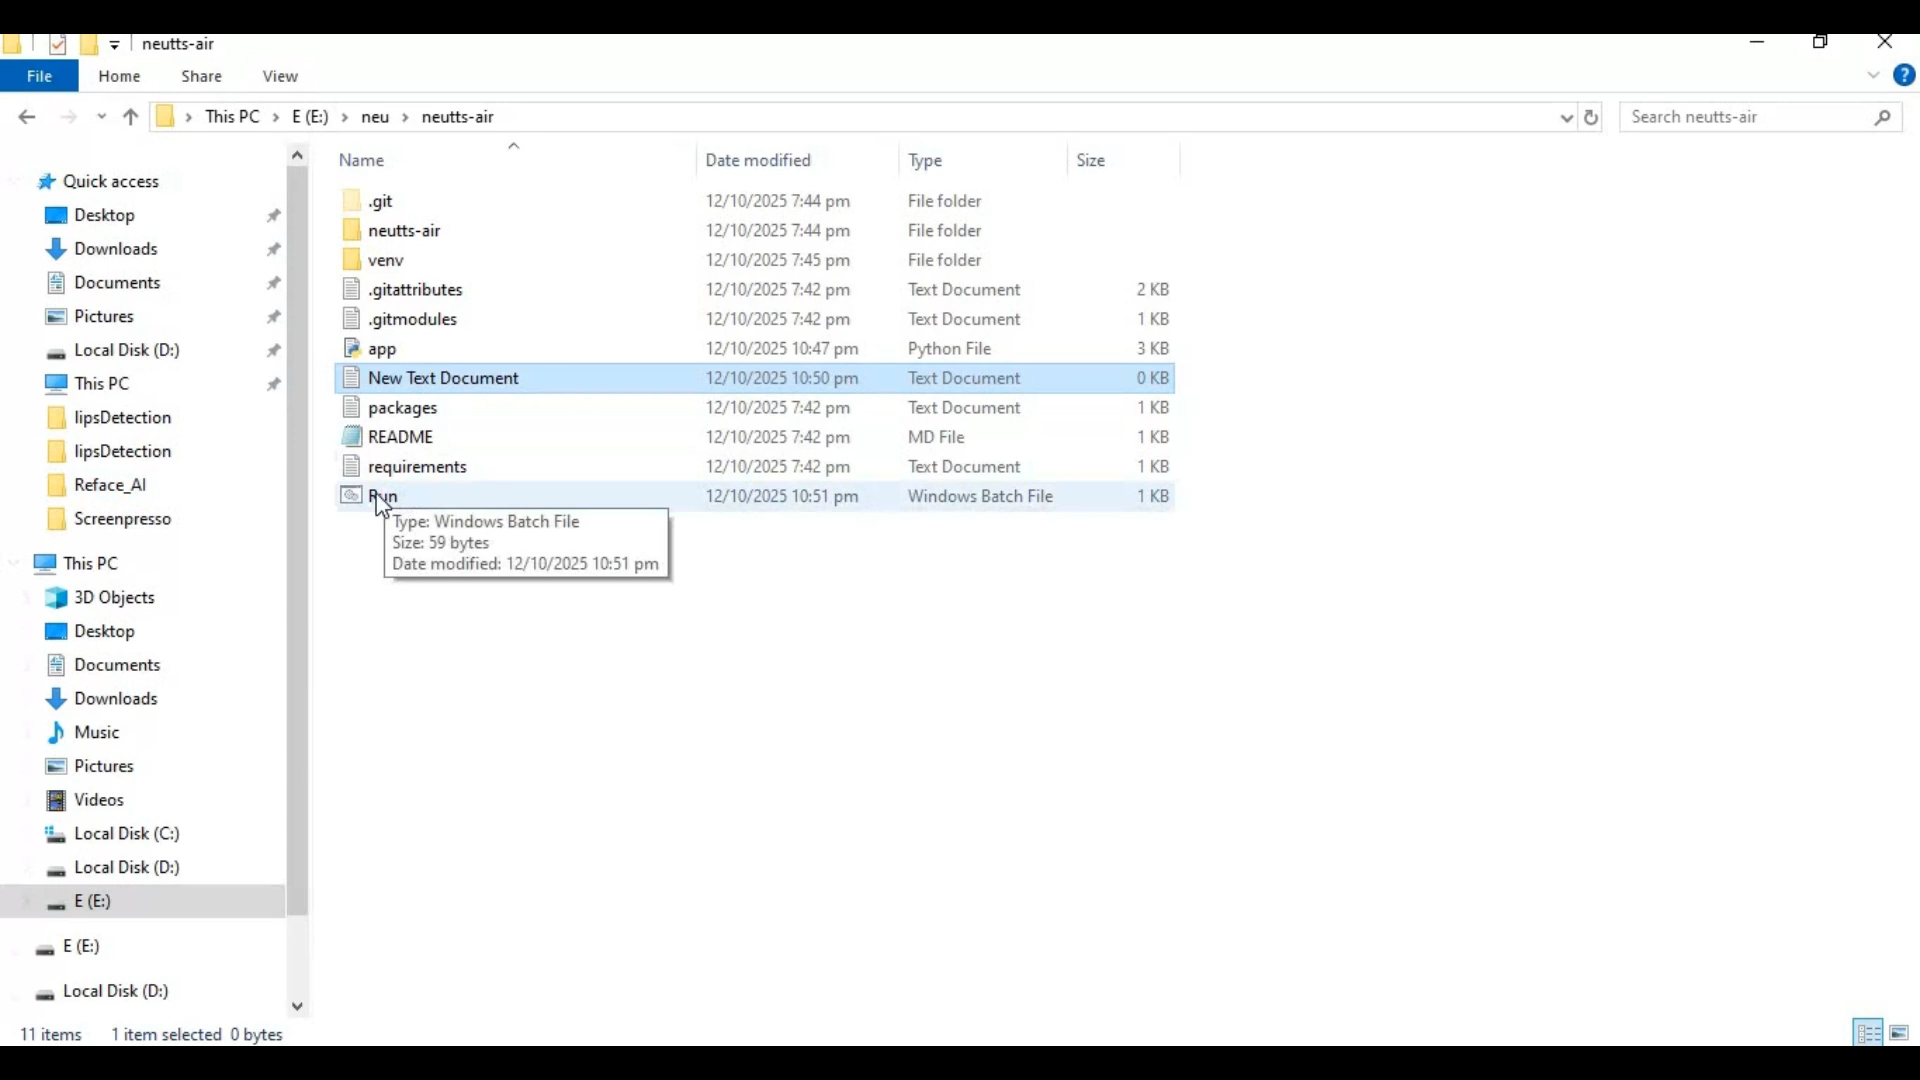 neutts-air
File Home Share View ?
This PC E (E:) neu neutts-air Search neutts-air
Name Date modified Type Size
Quick access
Desktop
Downloads
Documents
Pictures
Local Disk (D:)
This PC
lipsDetection
lipsDetection
Reface_AI
Screenpresso
This PC
3D Objects
Desktop
Documents
Downloads
Music
Pictures
Videos
Local Disk (C:)
Local Disk (D:)
E (E:)
E (E:)
Local Disk (D:)
.git 12/10/2025 7:44 pm File folder
neutts-air 12/10/2025 7:44 pm File folder
venv 12/10/2025 7:45 pm File folder
.gitattributes 12/10/2025 7:42 pm Text Document 2 KB
.gitmodules 12/10/2025 7:42 pm Text Document 1 KB
app 12/10/2025 10:47 pm Python File 3 KB
New Text Document 12/10/2025 10:50 pm Text Document 0 KB
packages 12/10/2025 7:42 pm Text Document 1 KB
README 12/10/2025 7:42 pm MD File 1 KB
requirements 12/10/2025 7:42 pm Text Document 1 KB
Run 12/10/2025 10:51 pm Windows Batch File 1 KB
Type: Windows Batch File
Size: 59 bytes
Date modified: 12/10/2025 10:51 pm
11 items 1 item selected 0 bytes